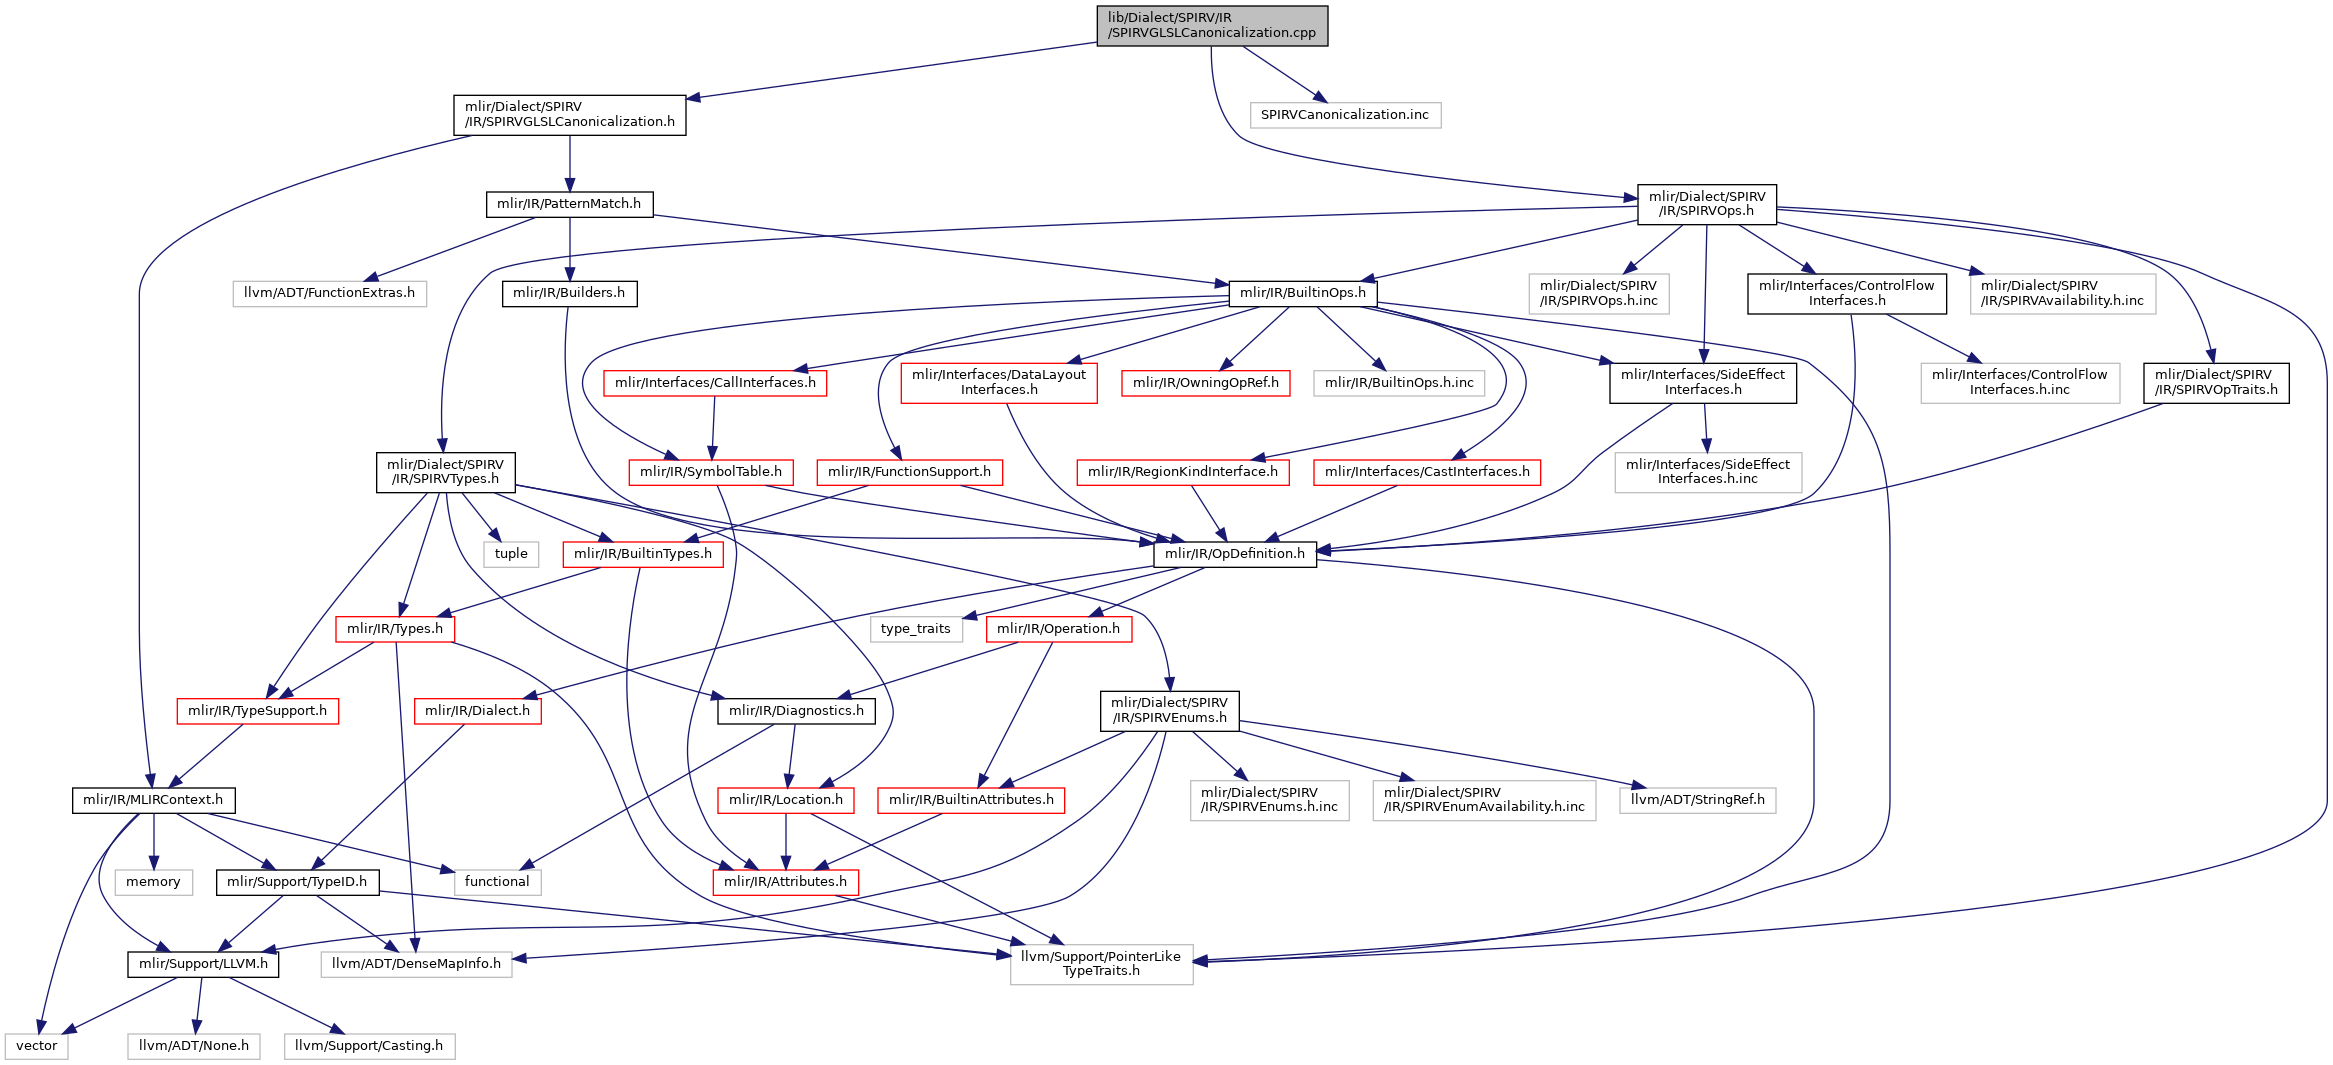 lib/Dialect/SPIRV/IR
/SPIRVGLSLCanonicalization.cpp
mlir/Dialect/SPIRV
/IR/SPIRVGLSLCanonicalization.h
SPIRVCanonicalization.inc
mlir/IR/PatternMatch.h
mlir/Dialect/SPIRV
/IR/SPIRVOps.h
llvm/ADT/FunctionExtras.h
mlir/IR/Builders.h
mlir/IR/BuiltinOps.h
mlir/Dialect/SPIRV
/IR/SPIRVOps.h.inc
mlir/Interfaces/ControlFlow
Interfaces.h
mlir/Dialect/SPIRV
/IR/SPIRVAvailability.h.inc
mlir/Interfaces/CallInterfaces.h
mlir/Interfaces/DataLayout
Interfaces.h
mlir/IR/OwningOpRef.h
mlir/IR/BuiltinOps.h.inc
mlir/Interfaces/SideEffect
Interfaces.h
mlir/Interfaces/ControlFlow
Interfaces.h.inc
mlir/Dialect/SPIRV
/IR/SPIRVOpTraits.h
mlir/Dialect/SPIRV
/IR/SPIRVTypes.h
mlir/IR/SymbolTable.h
mlir/IR/FunctionSupport.h
mlir/IR/RegionKindInterface.h
mlir/Interfaces/CastInterfaces.h
mlir/Interfaces/SideEffect
Interfaces.h.inc
tuple
mlir/IR/BuiltinTypes.h
mlir/IR/OpDefinition.h
mlir/IR/Types.h
type_traits
mlir/IR/Operation.h
mlir/IR/TypeSupport.h
mlir/IR/Dialect.h
mlir/IR/Diagnostics.h
mlir/Dialect/SPIRV
/IR/SPIRVEnums.h
mlir/IR/MLIRContext.h
mlir/IR/Location.h
mlir/IR/BuiltinAttributes.h
mlir/Dialect/SPIRV
/IR/SPIRVEnums.h.inc
mlir/Dialect/SPIRV
/IR/SPIRVEnumAvailability.h.inc
llvm/ADT/StringRef.h
memory
mlir/Support/TypeID.h
functional
mlir/IR/Attributes.h
mlir/Support/LLVM.h
llvm/ADT/DenseMapInfo.h
llvm/Support/PointerLike
TypeTraits.h
vector
llvm/ADT/None.h
llvm/Support/Casting.h